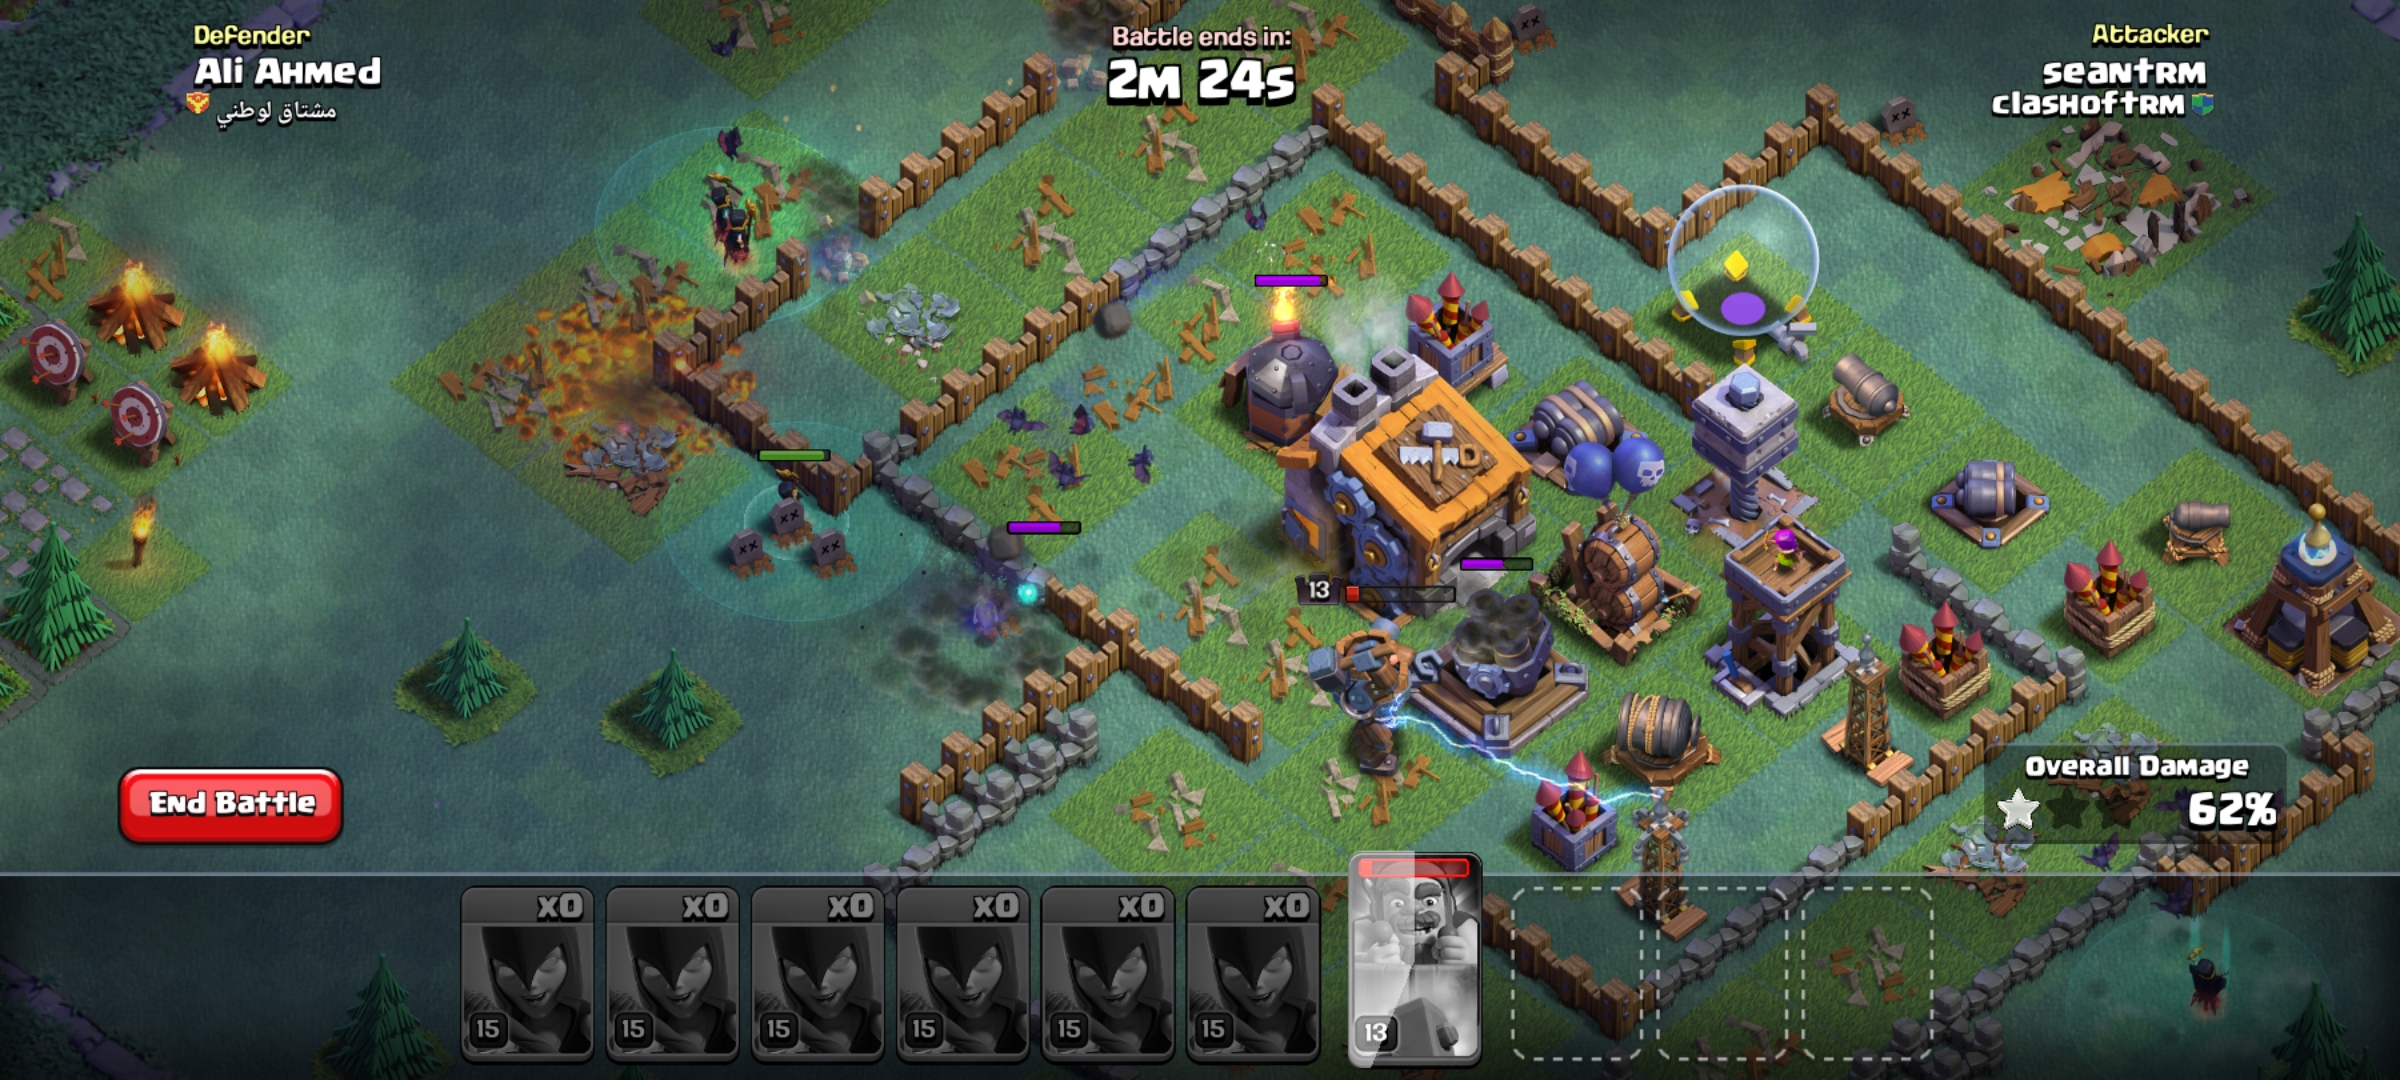 Defender
Ali Ahmed
مشتاق لوطني
Battle ends in:
2M 24s
Attacker
seantRM
clashoftRM
13
End Battle
Overall Damage
62%
x0
x0
x0
x0
x0
x0
15
15
15
15
15
15
13